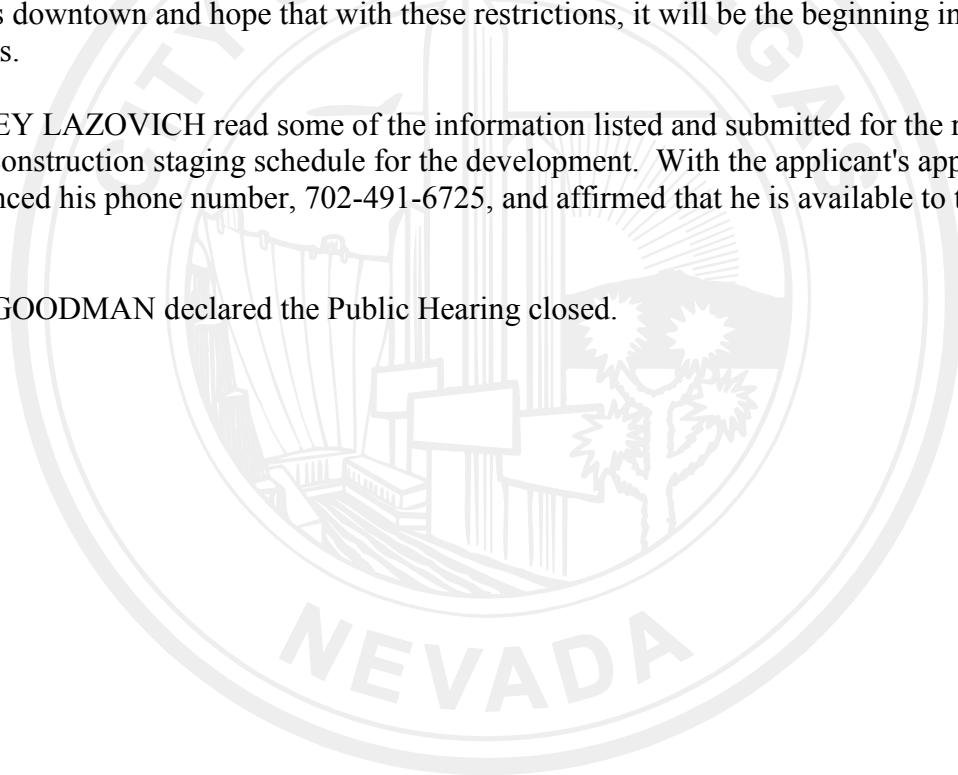 s downtown and hope that with these restrictions, it will be the beginning in
s.
EY LAZOVICH read some of the information listed and submitted for the
onstruction staging schedule for the development. With the applicant's app
nced his phone number, 702-491-6725, and affirmed that he is available to t
GOODMAN declared the Public Hearing closed.
CITY EGAS
NEVADA